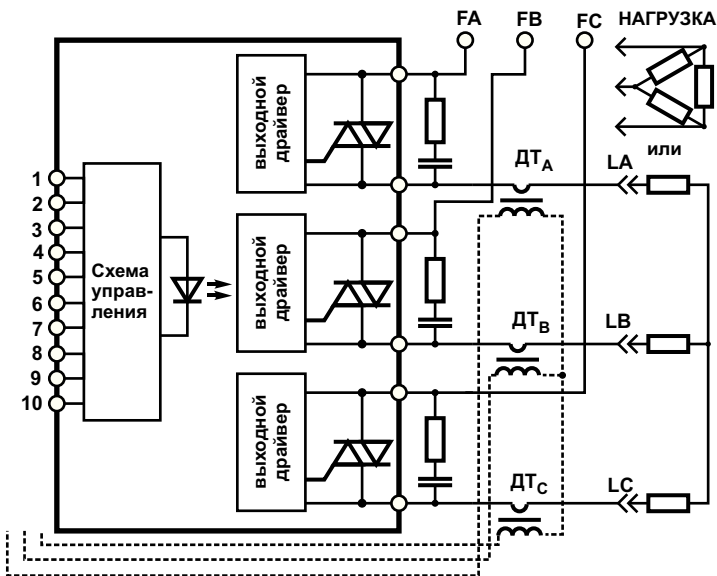 FA
FB
FC
НАГРУЗКА
или
выходной
драйвер
ДТA
LA
1
2
3
4
5
6
7
8
9
10
Схема
управ-
ления
выходной
драйвер
ДТB
LB
выходной
драйвер
ДТC
LC